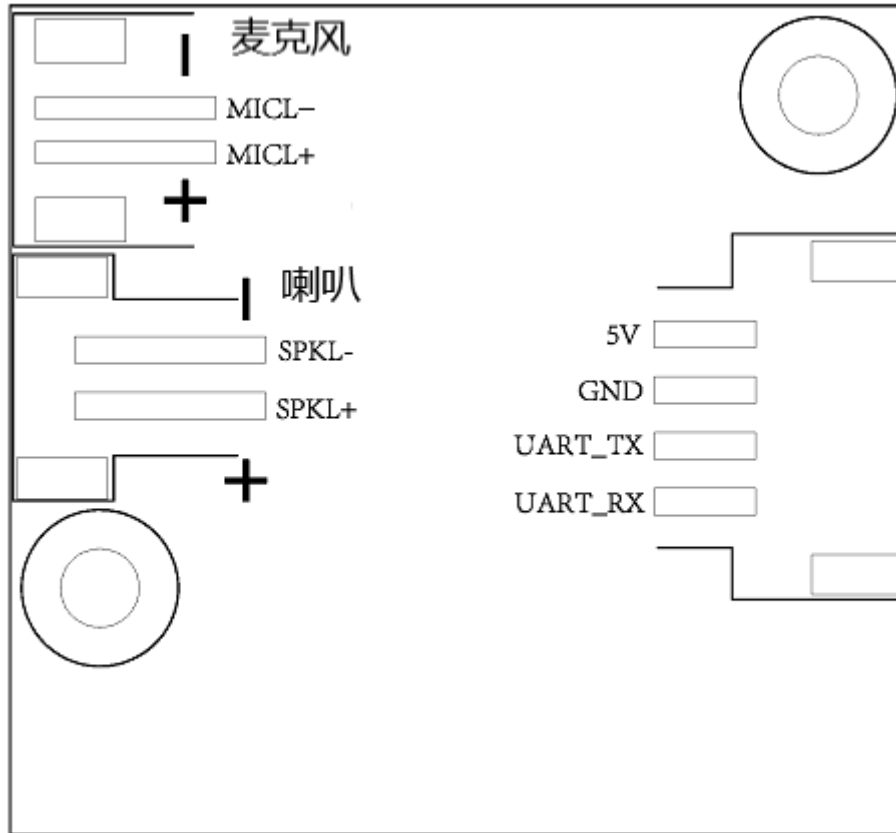 麦克风
MICL−
MICL+
喇叭
SPKL-
SPKL+
5V
GND
UART_TX
UART_RX